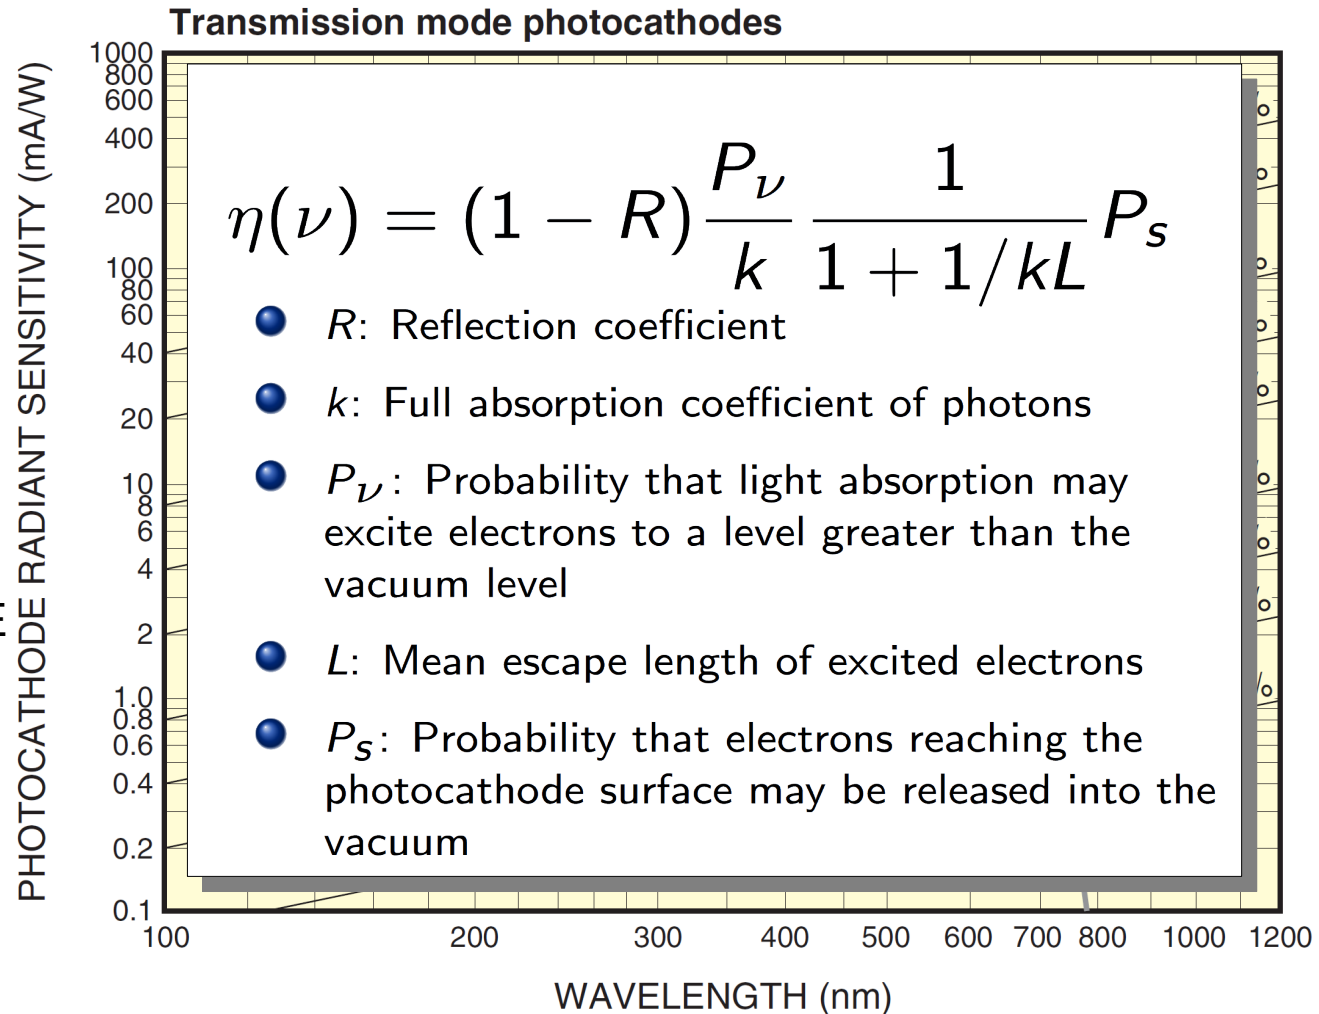 Transmission mode photocathodes
PHOTOCATHODE RADIANT SENSITIVITY (mA/W)
1000
800
600
400
200
100
80
60
40
20
10
8
6
4
2
1.0
0.8
0.6
0.4
0.2
0.1
η(ν) = (1 − R) P_ν/k 1/(1 + 1/kL) P_s
R: Reflection coefficient
k: Full absorption coefficient of photons
P_ν: Probability that light absorption may
excite electrons to a level greater than the
vacuum level
L: Mean escape length of excited electrons
P_s: Probability that electrons reaching the
photocathode surface may be released into the
vacuum
100 200 300 400 500 600 700 800 1000 1200
WAVELENGTH (nm)